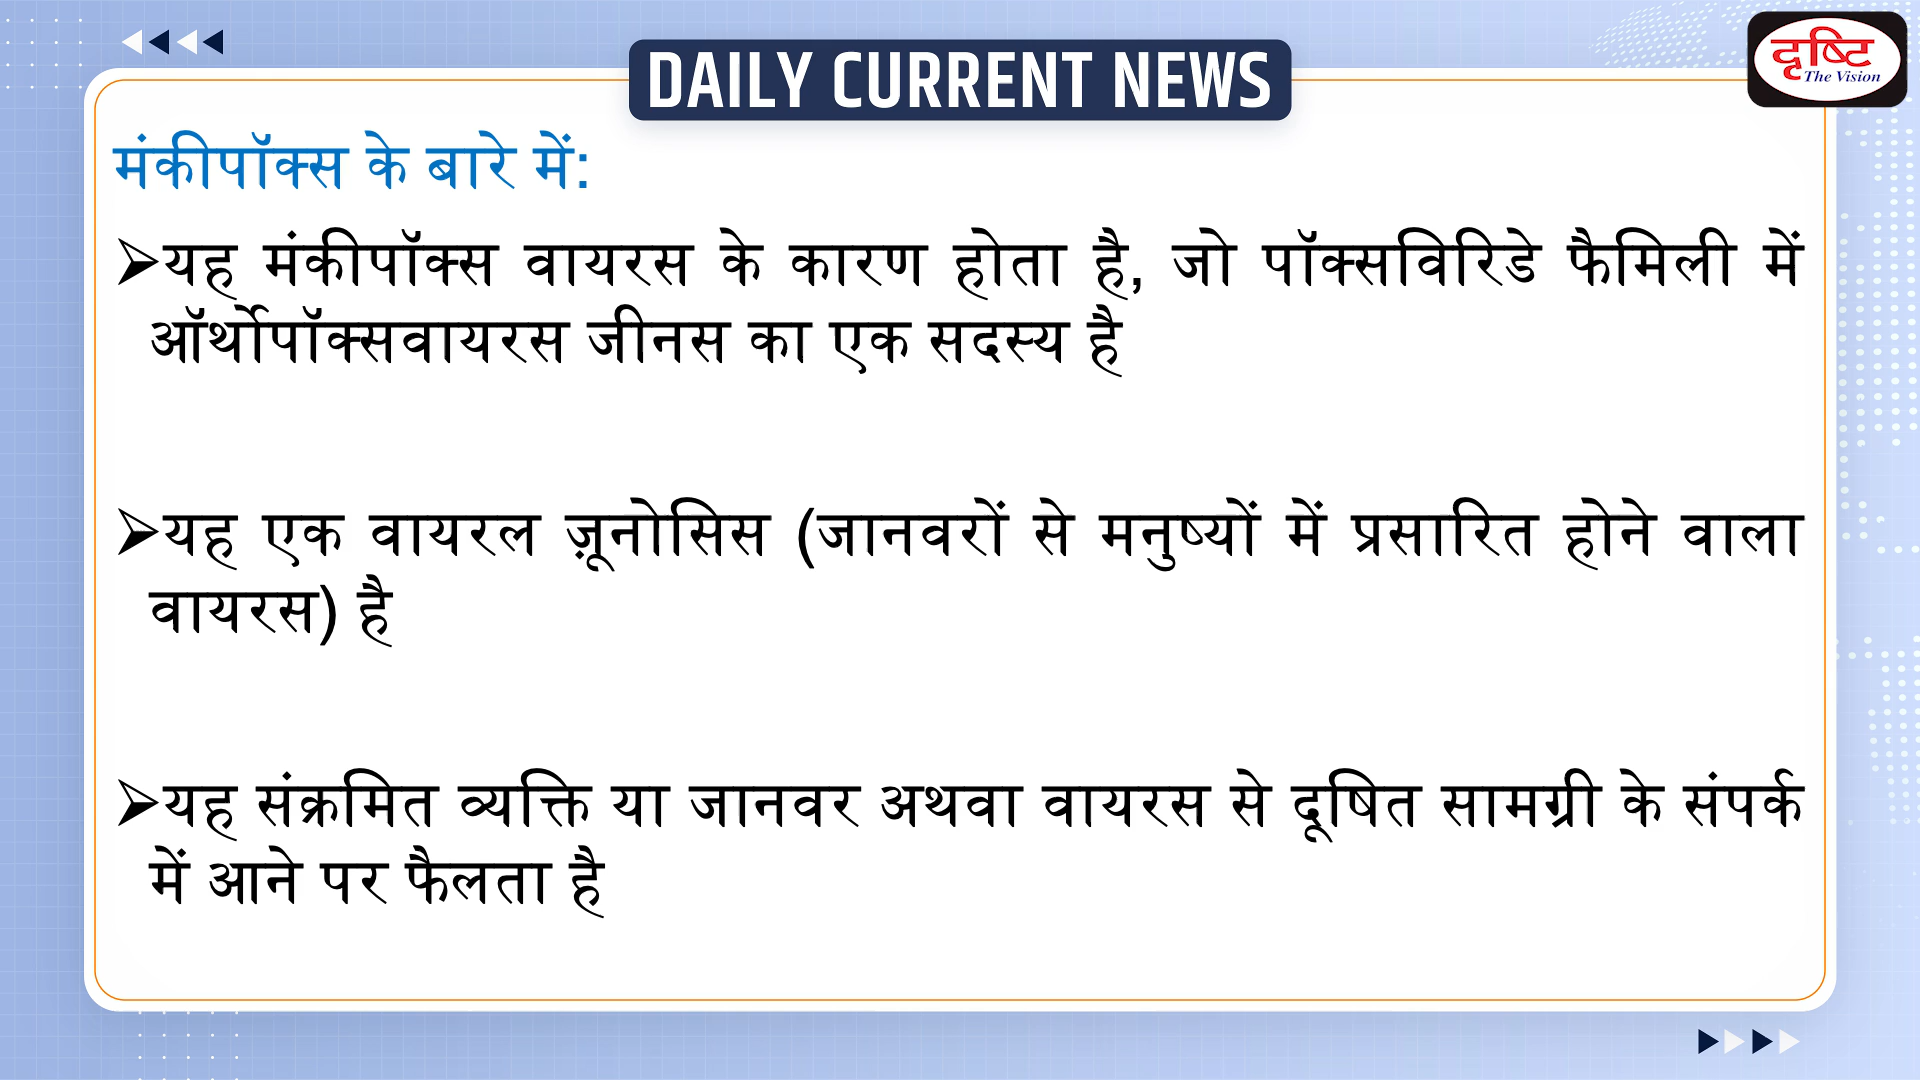 DAILY CURRENT NEWS
दृष्टि
The Vision
मंकीपॉक्स के बारे में:
➢यह मंकीपॉक्स वायरस के कारण होता है, जो पॉक्सविरिडे फैमिली में
ऑर्थोपॉक्सवायरस जीनस का एक सदस्य है
➢यह एक वायरल ज़ूनोसिस (जानवरों से मनुष्यों में प्रसारित होने वाला
वायरस) है
➢यह संक्रमित व्यक्ति या जानवर अथवा वायरस से दूषित सामग्री के संपर्क
में आने पर फैलता है